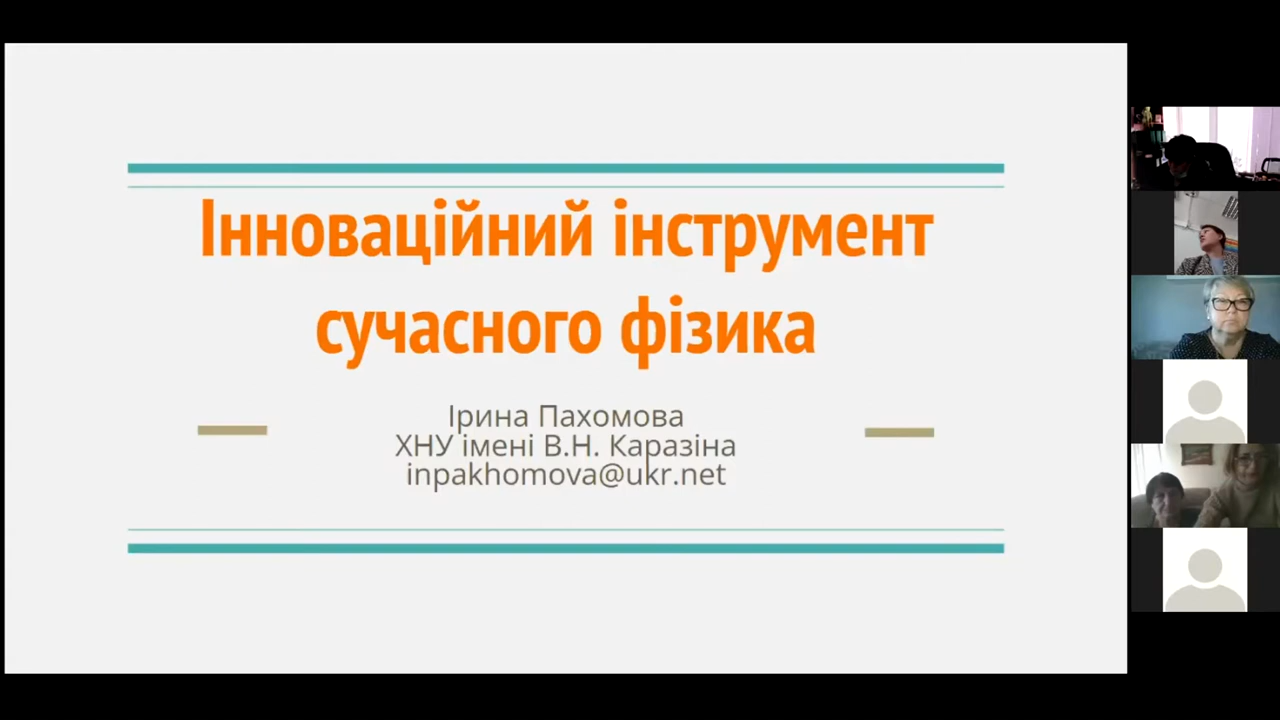 Інноваційний інструмент
сучасного фізика
Ірина Пахомова
ХНУ імені В.Н. Каразіна
inpakhomova@ukr.net